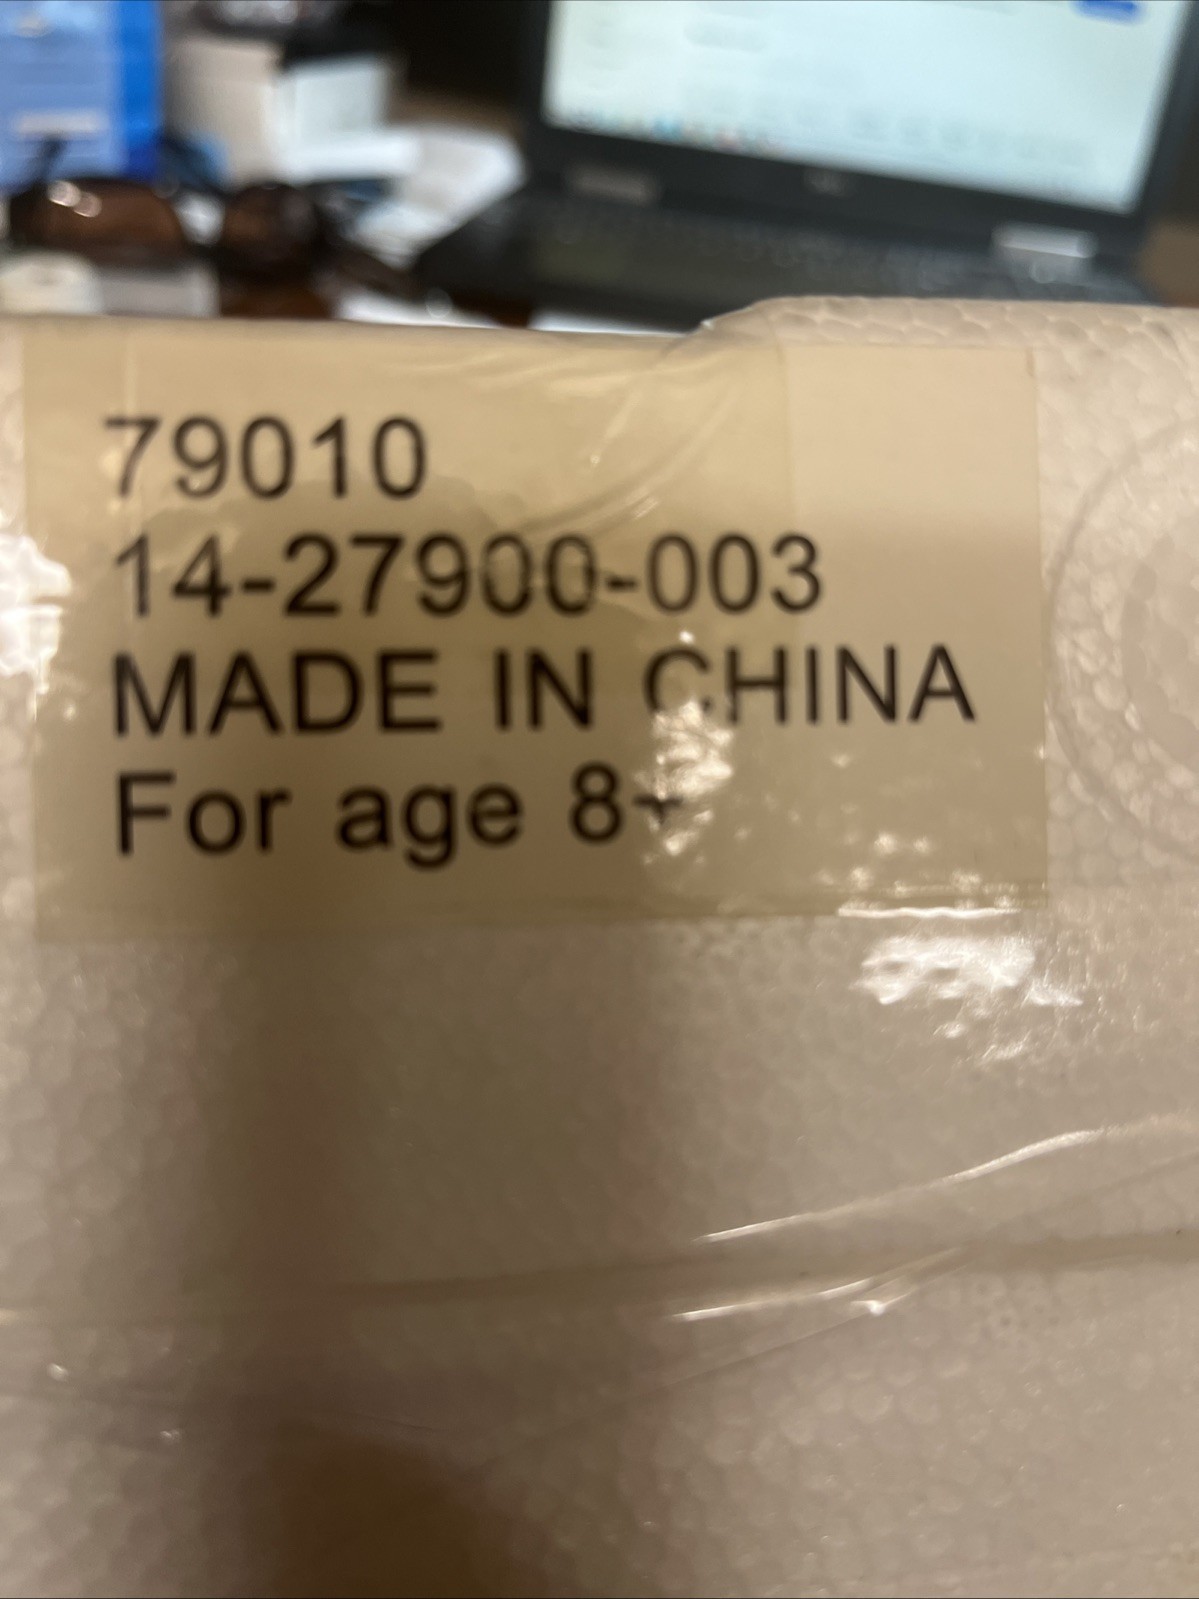 79010
14-27900-003
MADE IN CHINA
For age 8+